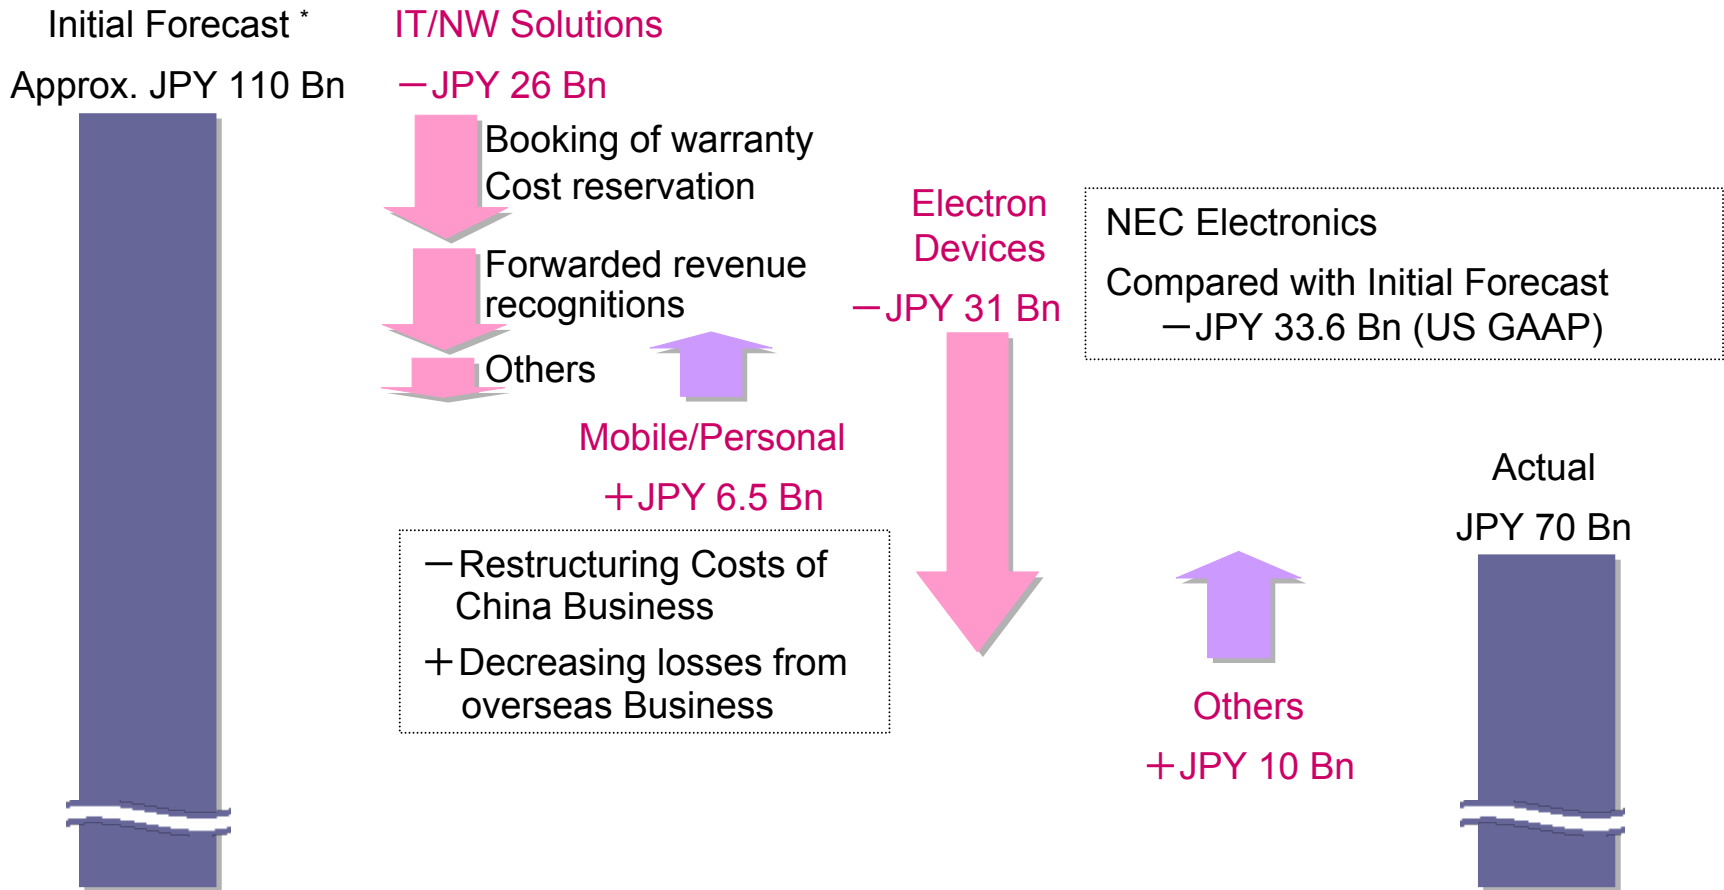 Initial Forecast *
Approx. JPY 110 Bn
IT/NW Solutions
－JPY 26 Bn
Booking of warranty
Cost reservation
Forwarded revenue
recognitions
Others
Mobile/Personal
＋JPY 6.5 Bn
－Restructuring Costs of
China Business
＋Decreasing losses from
overseas Business
Electron
Devices
－JPY 31 Bn
NEC Electronics
Compared with Initial Forecast
－JPY 33.6 Bn (US GAAP)
Others
＋JPY 10 Bn
Actual
JPY 70 Bn